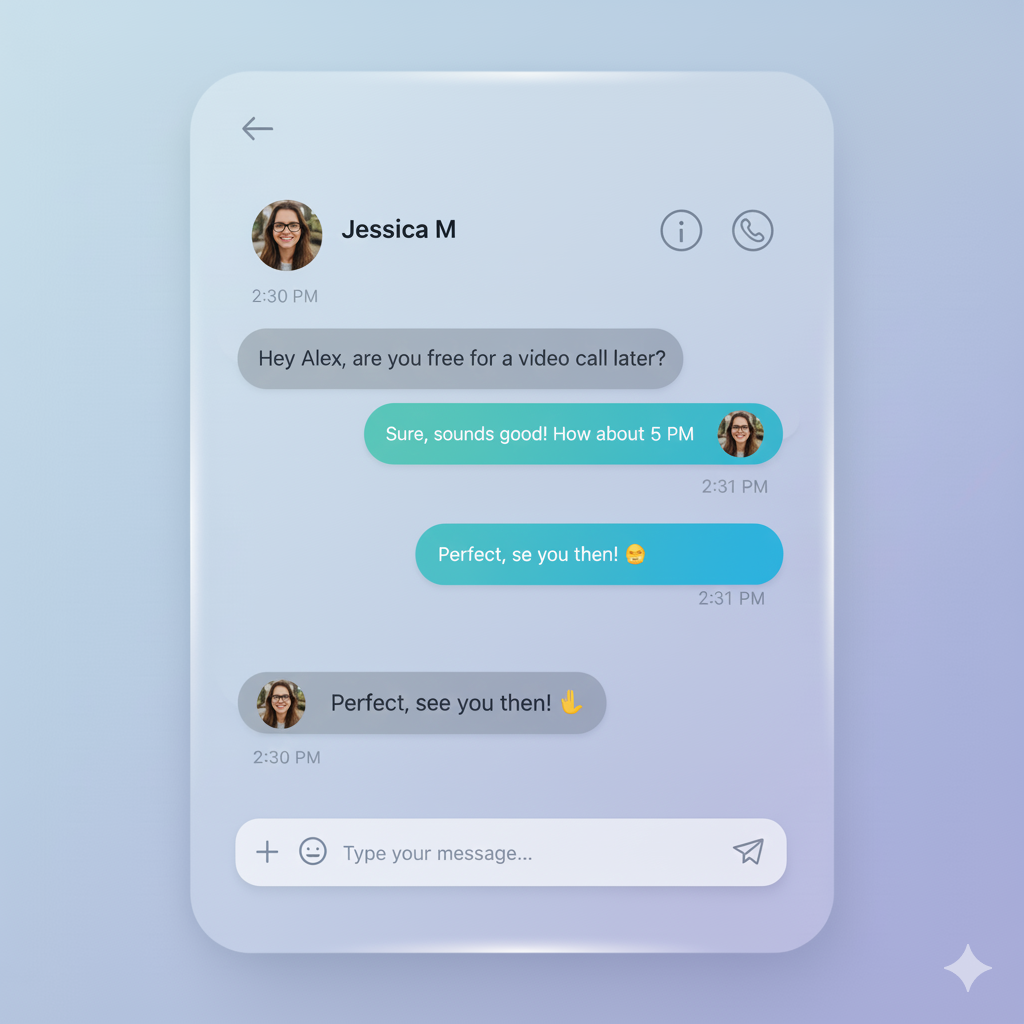 Jessica M
2:30 PM
Hey Alex, are you free for a video call later?
Sure, sounds good! How about 5 PM
2:31 PM
Perfect, se you then! 😊
2:31 PM
Perfect, see you then! 🖖
2:30 PM
Type your message...